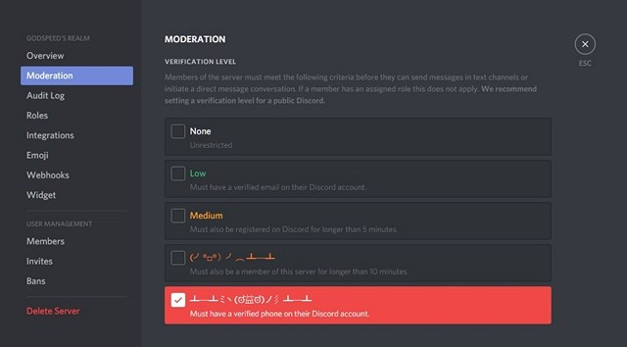 GODSPEED'S REALM
Overview
Moderation
Audit Log
Roles
Integrations
Emoji
Webhooks
Widget
USER MANAGEMENT
Members
Invites
Bans
Delete Server
MODERATION
VERIFICATION LEVEL
Members of the server must meet the following criteria before they can send messages in text channels or
initiate a direct message conversation. If a member has an assigned role this does not apply. We recommend
setting a verification level for a public Discord.
None
Unrestricted
Low
Must have a verified email on their Discord account.
Medium
Must also be registered on Discord for longer than 5 minutes.
(╯°□°）╯︵ ┻━┻
Must also be a member of this server for longer than 10 minutes.
┻━┻ミヽ(ಠ益ಠ)ノ彡┻━┻
Must have a verified phone on their Discord account.
ESC